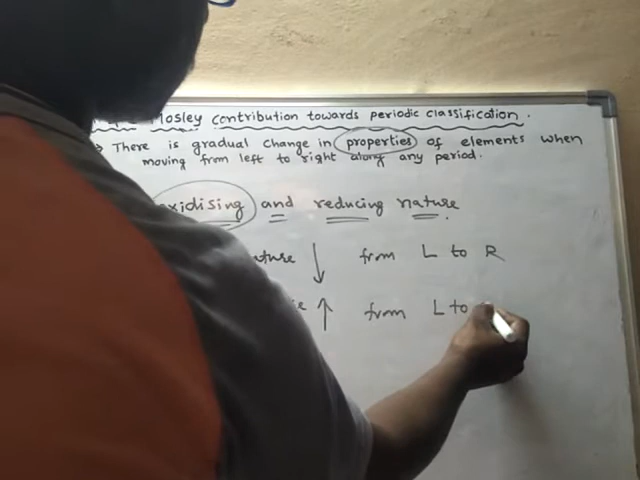 Mosley contribution towards periodic classification.
There is gradual change in properties of elements when
moving from left to right along any period.
oxidising and reducing nature
↓ from L to R
↑ from L to